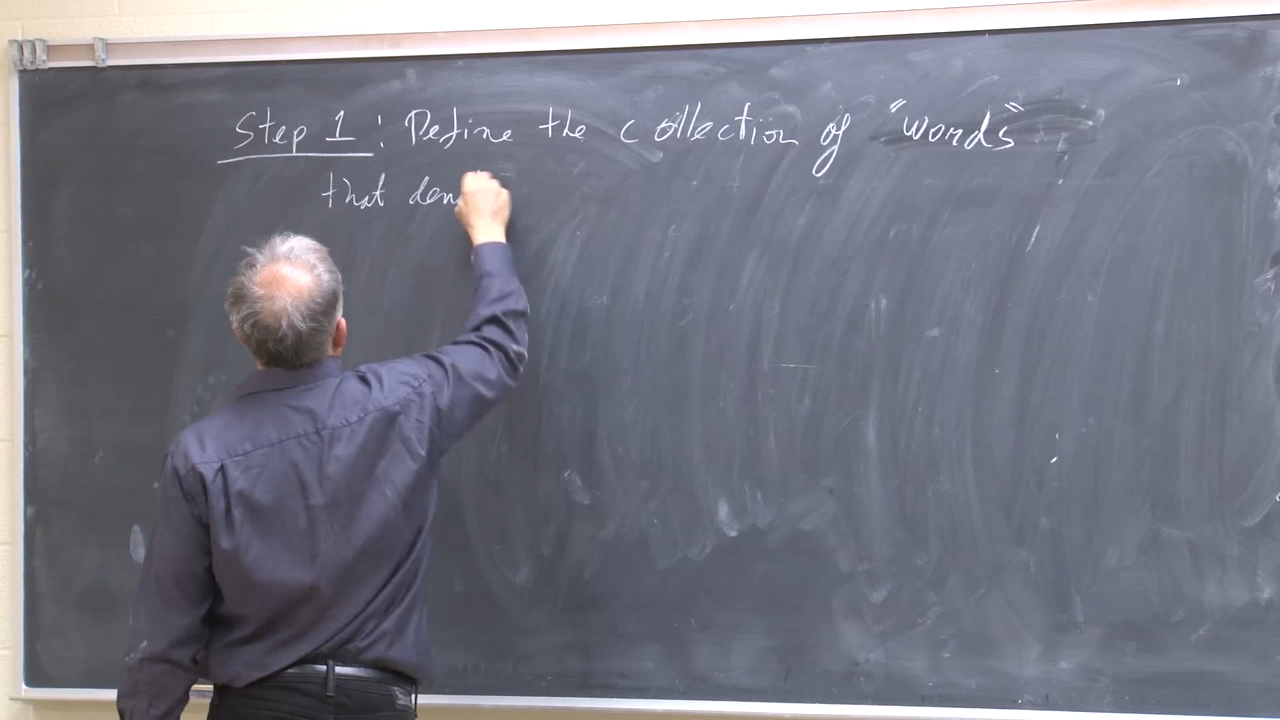 Step 1: Define the collection of "words"
that den